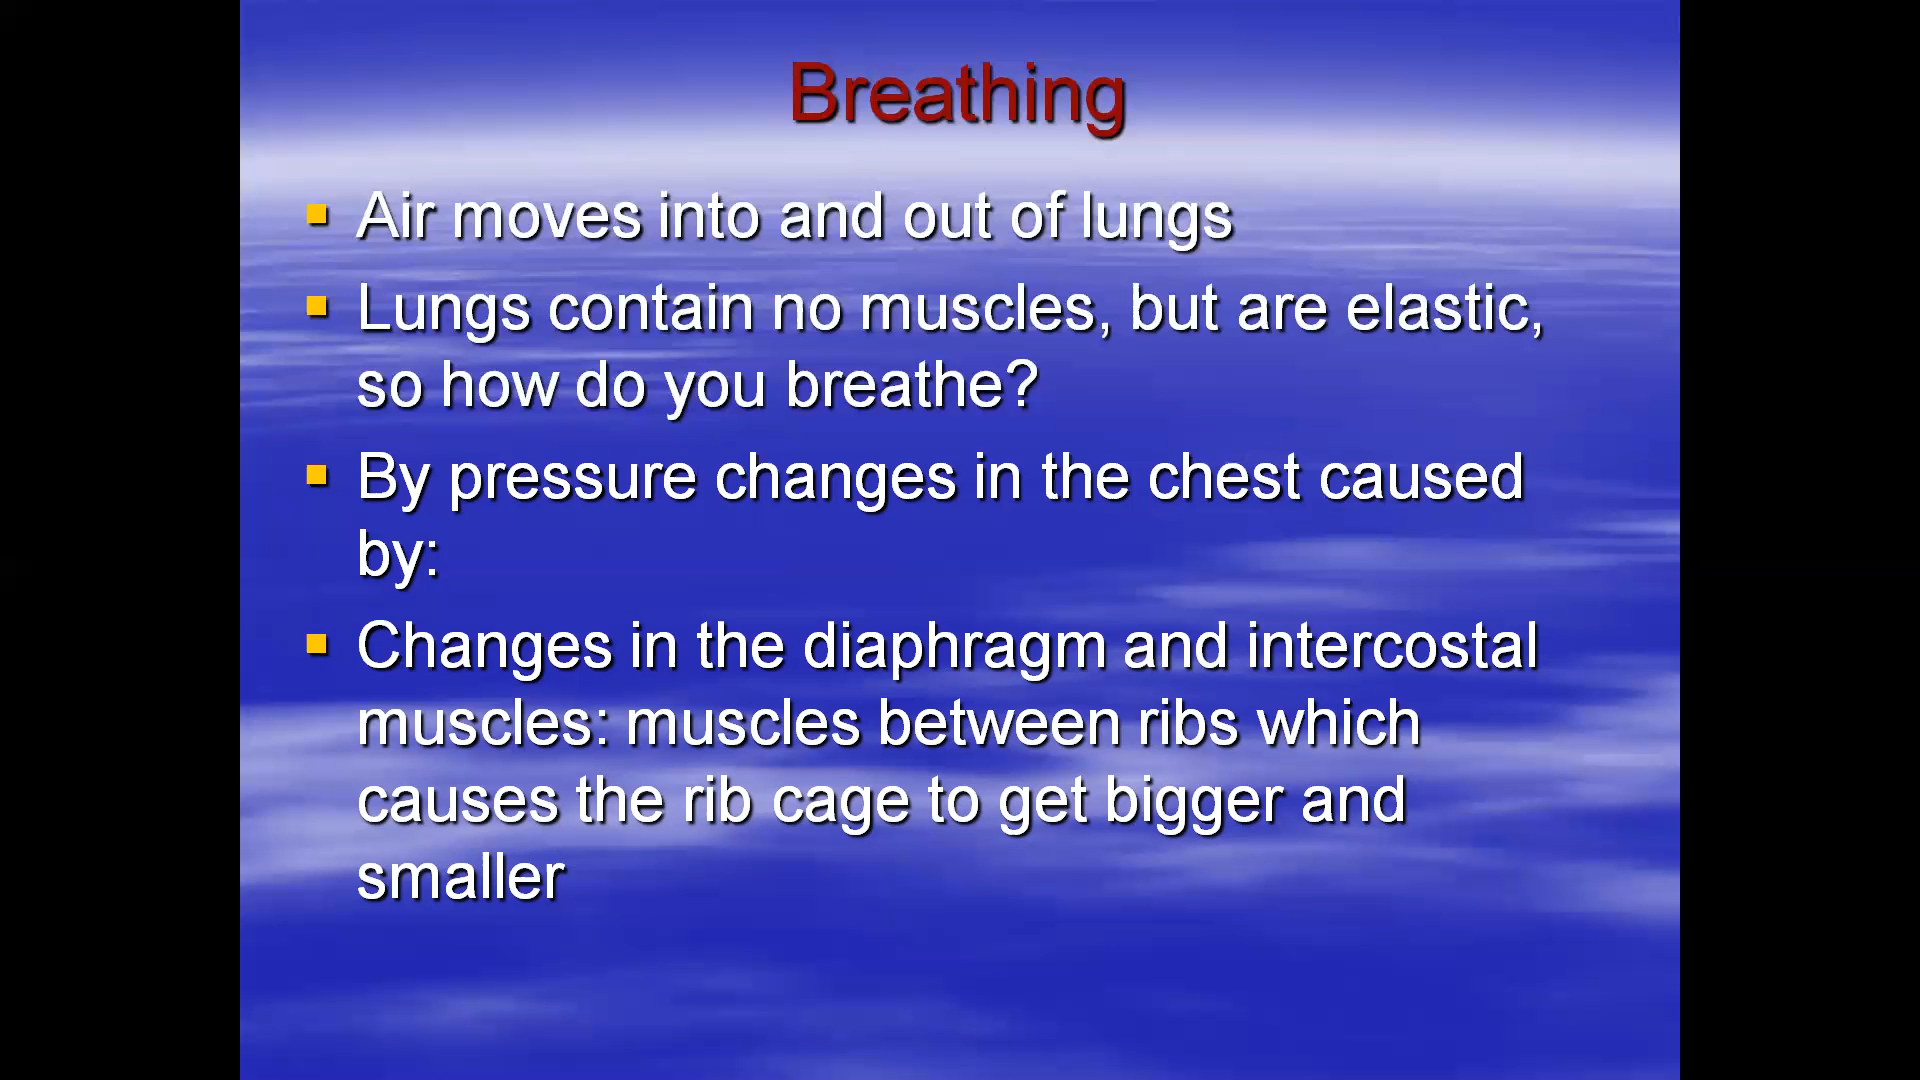 Breathing
Air moves into and out of lungs
Lungs contain no muscles, but are elastic,
so how do you breathe?
By pressure changes in the chest caused
by:
Changes in the diaphragm and intercostal
muscles: muscles between ribs which
causes the rib cage to get bigger and
smaller